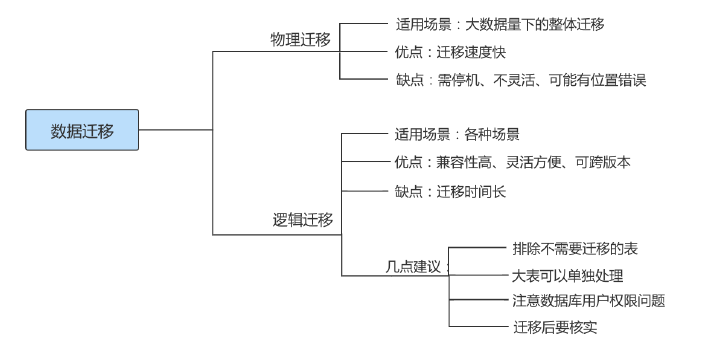 数据迁移
物理迁移
适用场景：大数据量下的整体迁移
优点：迁移速度快
缺点：需停机、不灵活、可能有位置错误
逻辑迁移
适用场景：各种场景
优点：兼容性高、灵活方便、可跨版本
缺点：迁移时间长
几点建议：
排除不需要迁移的表
大表可以单独处理
注意数据库用户权限问题
迁移后要核实